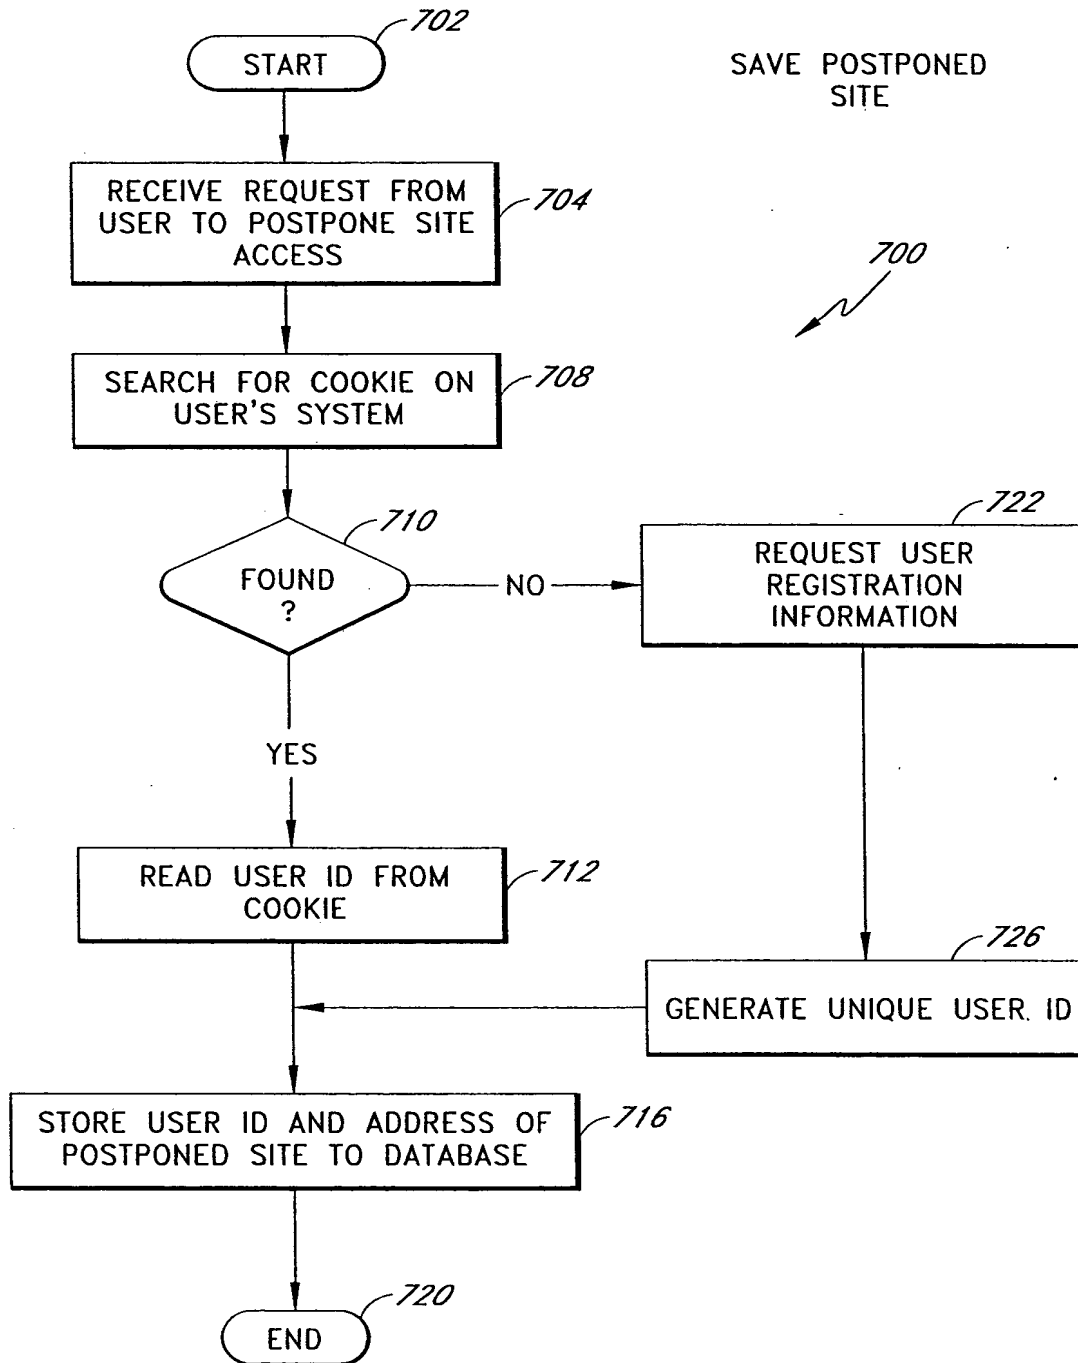 702
START
SAVE POSTPONED
SITE
RECEIVE REQUEST FROM
USER TO POSTPONE SITE
ACCESS
704
700
SEARCH FOR COOKIE ON
USER'S SYSTEM
708
710
FOUND
?
NO
722
REQUEST USER
REGISTRATION
INFORMATION
YES
READ USER ID FROM
COOKIE
712
726
GENERATE UNIQUE USER ID
STORE USER ID AND ADDRESS OF
POSTPONED SITE TO DATABASE
716
720
END